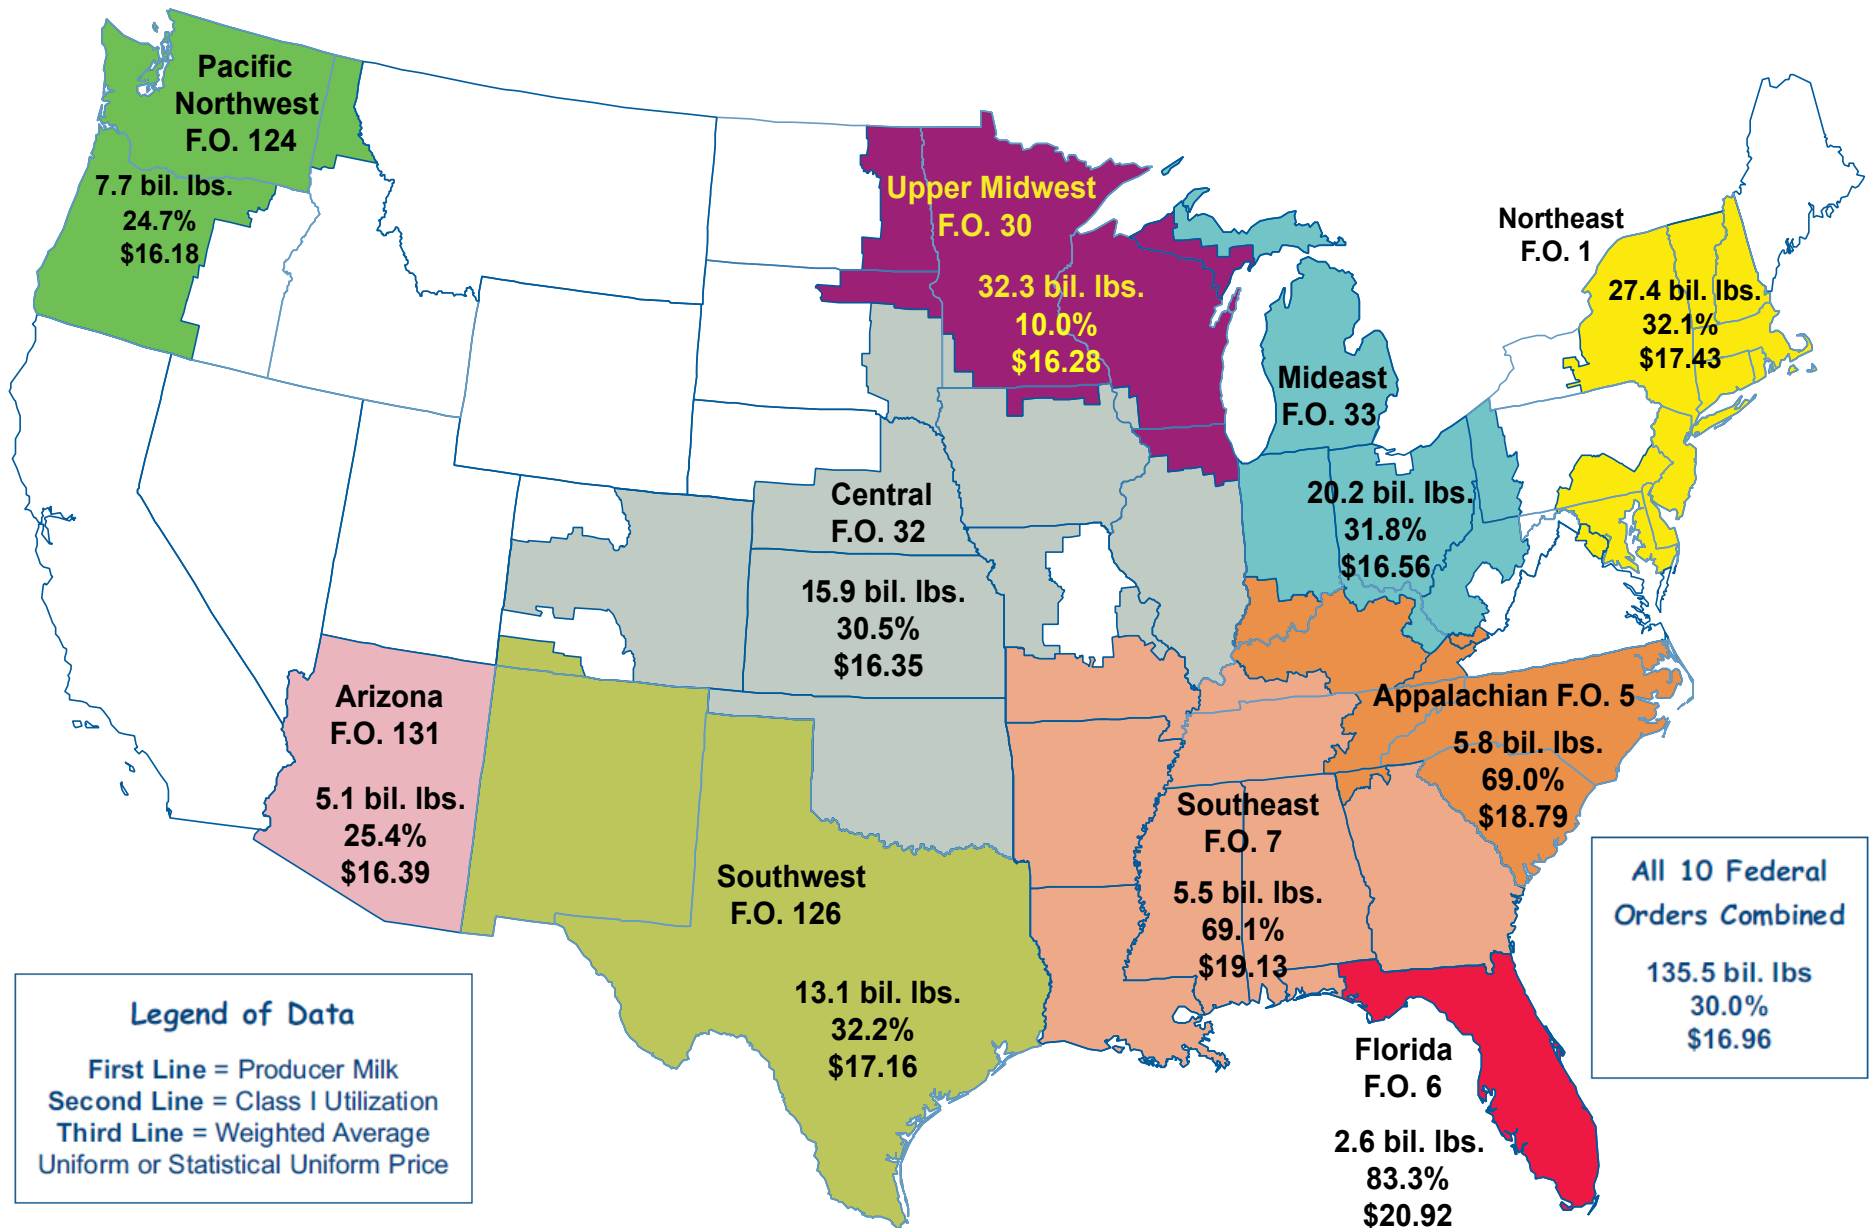 Pacific
Northwest
F.O. 124
7.7 bil. lbs.
24.7%
$16.18
Upper Midwest
F.O. 30
32.3 bil. lbs.
10.0%
$16.28
Northeast
F.O. 1
27.4 bil. lbs.
32.1%
$17.43
Mideast
F.O. 33
20.2 bil. lbs.
31.8%
$16.56
Central
F.O. 32
15.9 bil. lbs.
30.5%
$16.35
Arizona
F.O. 131
5.1 bil. lbs.
25.4%
$16.39
Appalachian F.O. 5
5.8 bil. lbs.
69.0%
$18.79
Southeast
F.O. 7
5.5 bil. lbs.
69.1%
$19.13
Southwest
F.O. 126
13.1 bil. lbs.
32.2%
$17.16
Florida
F.O. 6
2.6 bil. lbs.
83.3%
$20.92
All 10 Federal
Orders Combined
135.5 bil. lbs
30.0%
$16.96
Legend of Data
First Line = Producer Milk
Second Line = Class I Utilization
Third Line = Weighted Average
Uniform or Statistical Uniform Price